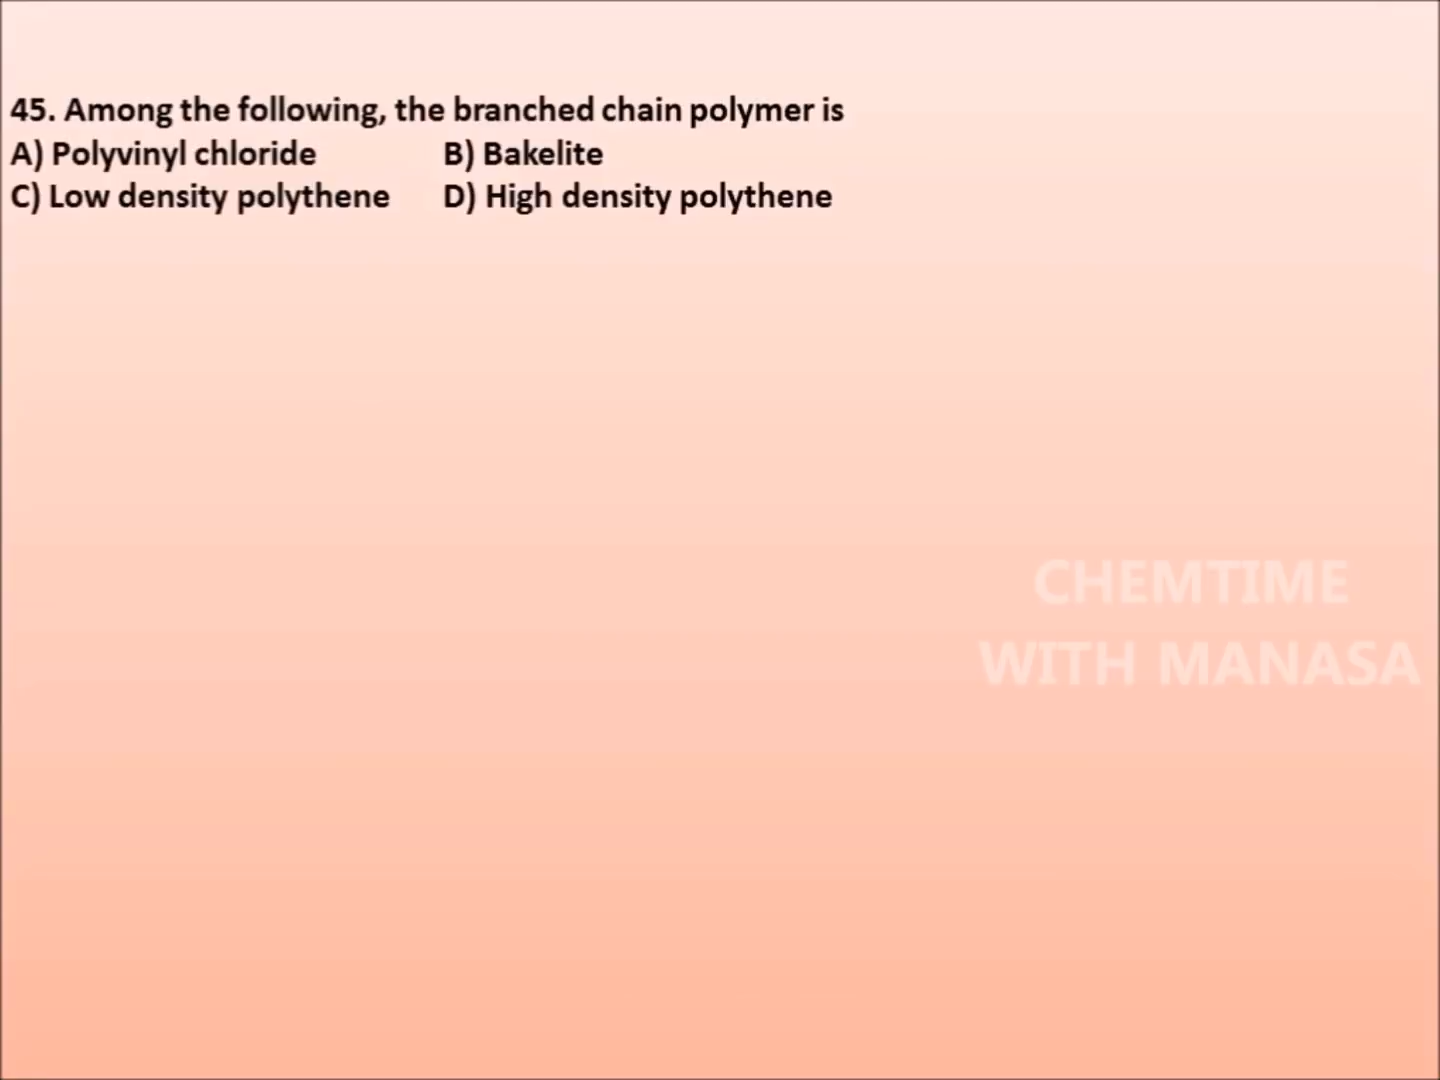 45. Among the following, the branched chain polymer is
A) Polyvinyl chloride B) Bakelite
C) Low density polythene D) High density polythene
CHEMTIME
WITH MANASA